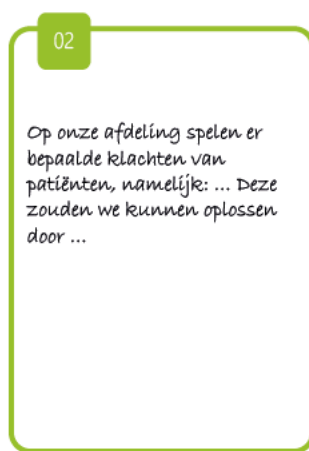 02
Op onze afdeling spelen er
bepaalde klachten van
patiënten, namelijk: ... Deze
zouden we kunnen oplossen
door ...